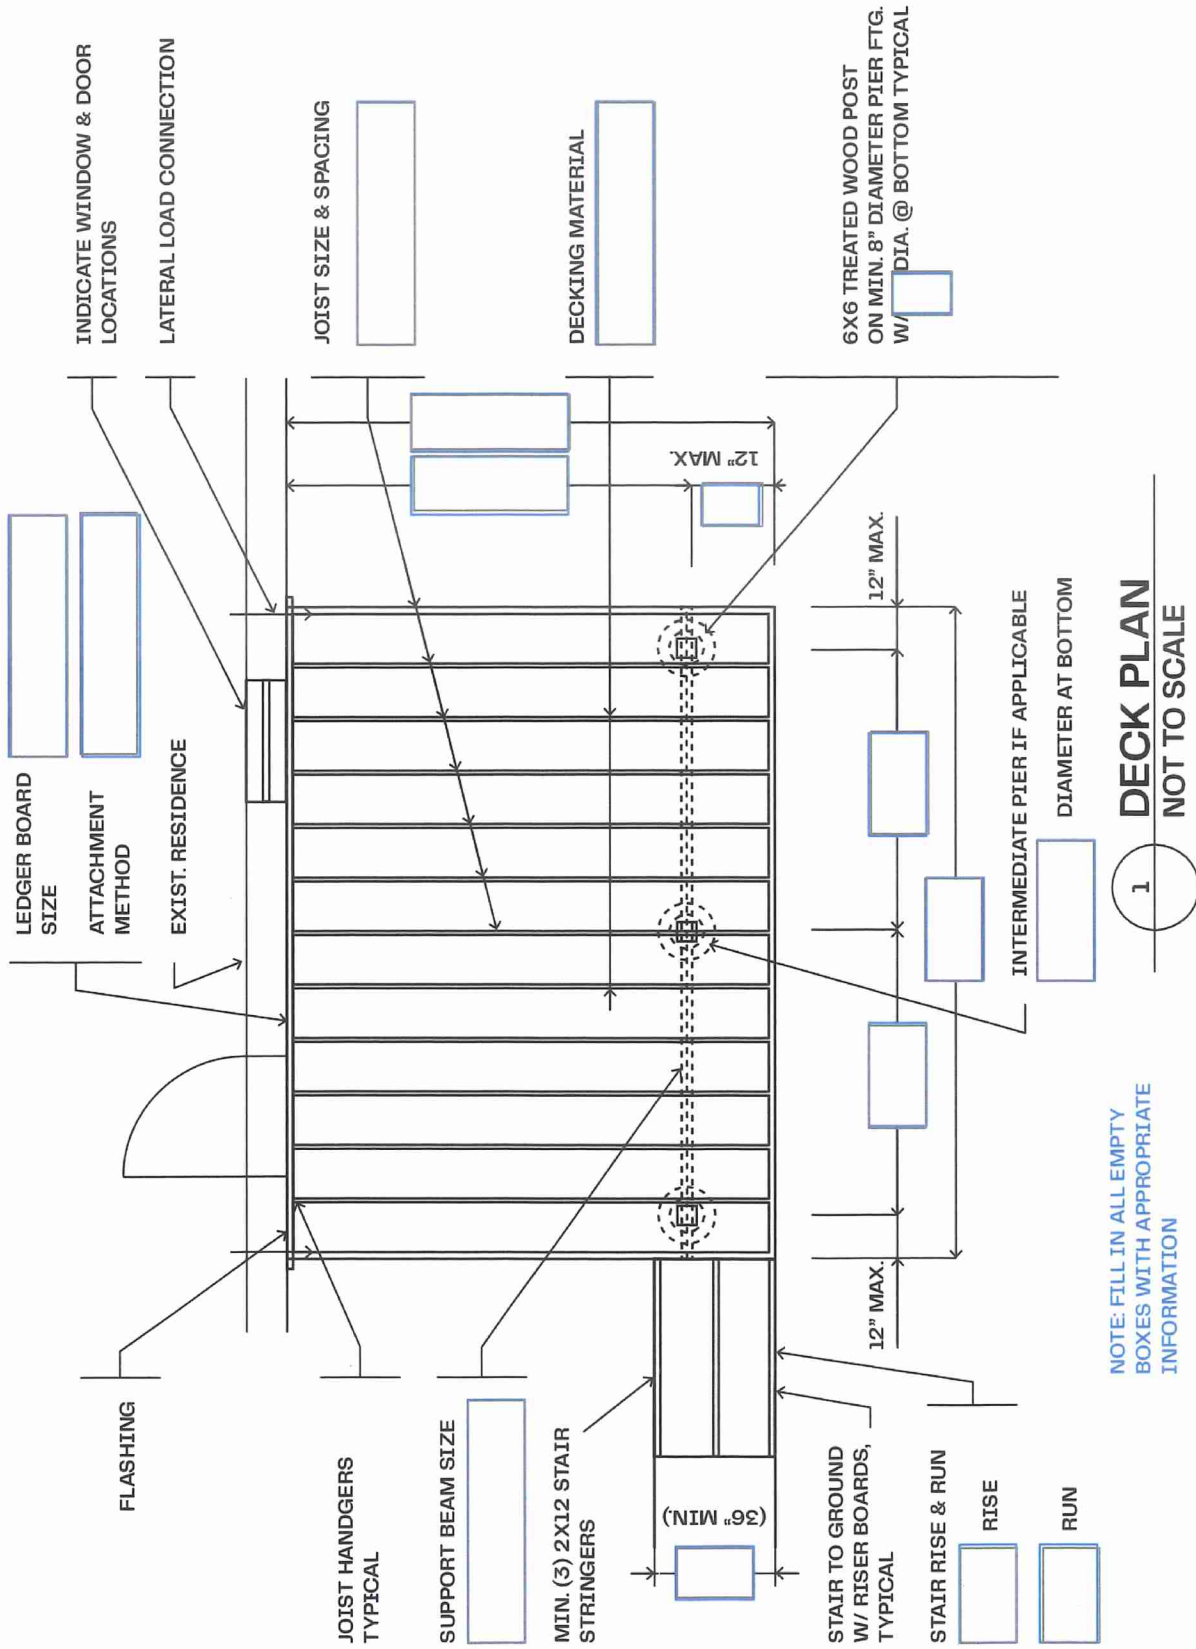 LEDGER BOARD
SIZE
ATTACHMENT
METHOD
EXIST. RESIDENCE
INDICATE WINDOW & DOOR
LOCATIONS
LATERAL LOAD CONNECTION
JOIST SIZE & SPACING
DECKING MATERIAL
6X6 TREATED WOOD POST
ON MIN. 8" DIAMETER PIER FTG.
W/ DIA. @ BOTTOM TYPICAL
FLASHING
JOIST HANDGERS
TYPICAL
SUPPORT BEAM SIZE
MIN. (3) 2X12 STAIR
STRINGERS
(36" MIN.)
STAIR TO GROUND
W/ RISER BOARDS,
TYPICAL
STAIR RISE & RUN
RISE
RUN
12" MAX.
12" MAX.
12" MAX.
INTERMEDIATE PIER IF APPLICABLE
DIAMETER AT BOTTOM
NOTE: FILL IN ALL EMPTY
BOXES WITH APPROPRIATE
INFORMATION
1
DECK PLAN
NOT TO SCALE